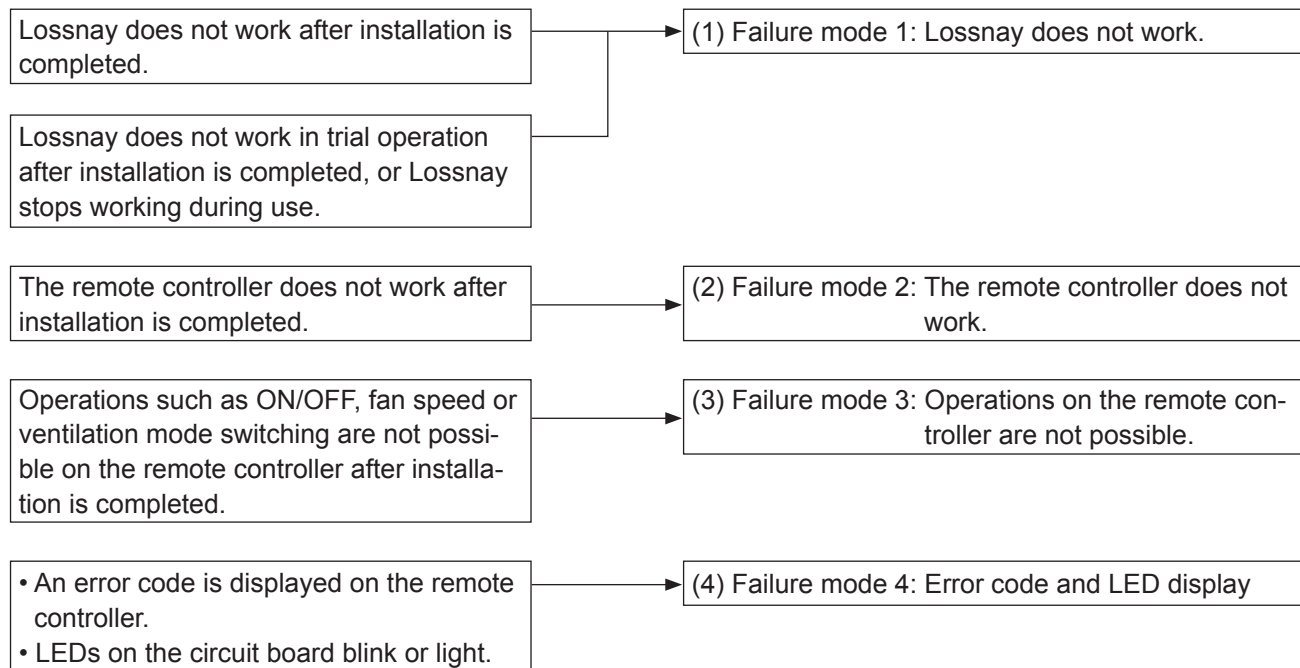 Lossnay does not work after installation is
completed.
(1) Failure mode 1: Lossnay does not work.
Lossnay does not work in trial operation
after installation is completed, or Lossnay
stops working during use.
The remote controller does not work after
installation is completed.
(2) Failure mode 2: The remote controller does not
work.
Operations such as ON/OFF, fan speed or
ventilation mode switching are not possi-
ble on the remote controller after installa-
tion is completed.
(3) Failure mode 3: Operations on the remote con-
troller are not possible.
• An error code is displayed on the remote
controller.
• LEDs on the circuit board blink or light.
(4) Failure mode 4: Error code and LED display